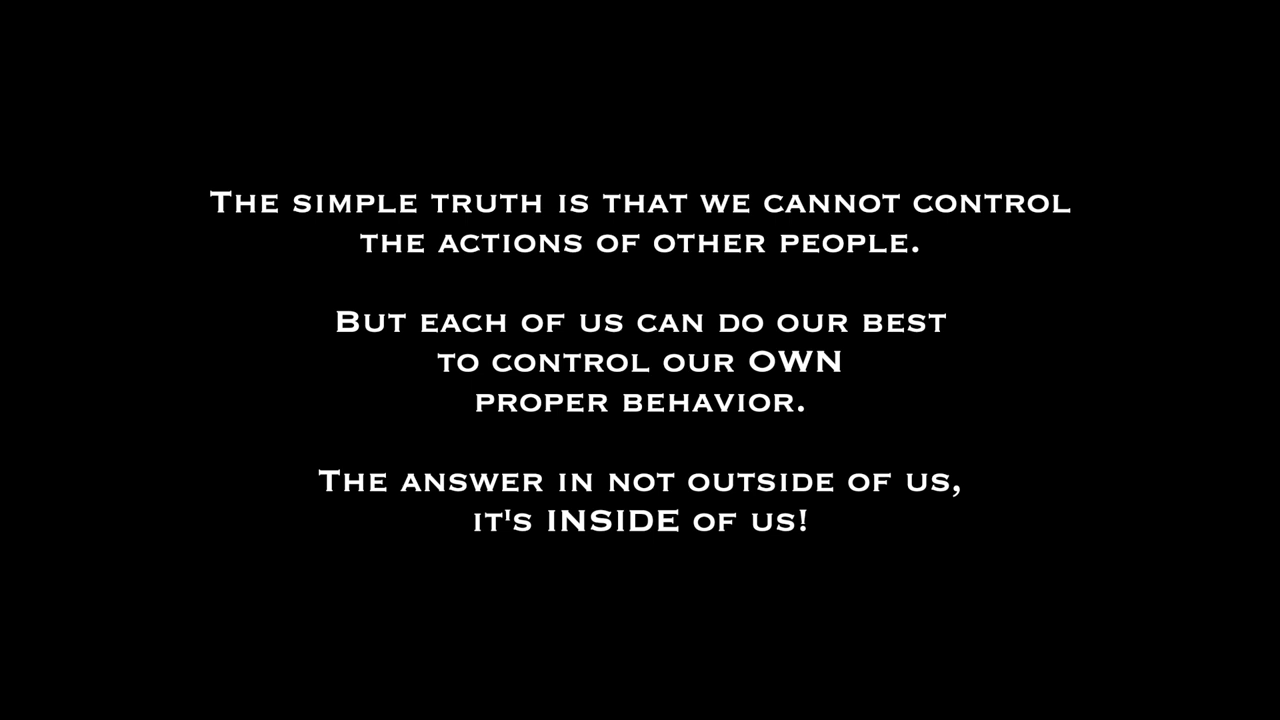 The simple truth is that we cannot control
the actions of other people.
But each of us can do our best
to control our OWN
proper behavior.
The answer in not outside of us,
it's INSIDE of us!